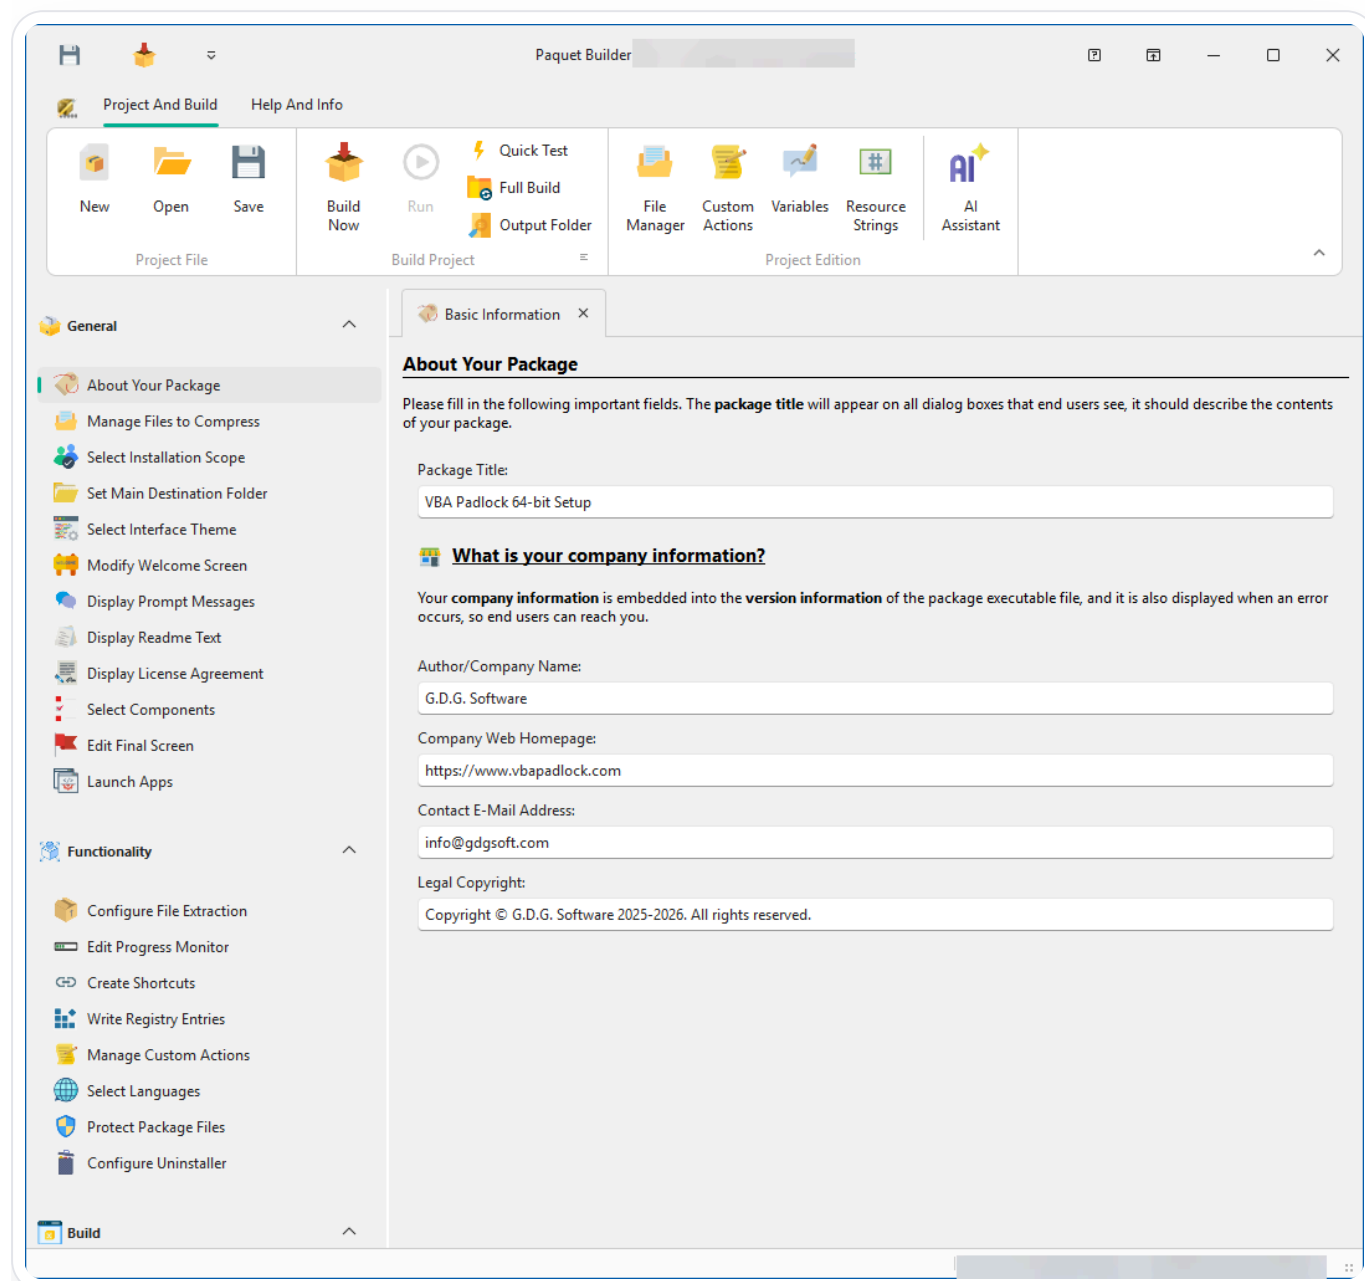 Paquet Builder
Project And Build
Help And Info
New
Open
Save
Build
Now
Run
Quick Test
Full Build
Output Folder
File
Manager
Custom
Actions
Variables
Resource
Strings
AI
AI
Assistant
Project File
Build Project
Project Edition
General
About Your Package
Manage Files to Compress
Select Installation Scope
Set Main Destination Folder
Select Interface Theme
Modify Welcome Screen
Display Prompt Messages
Display Readme Text
Display License Agreement
Select Components
Edit Final Screen
Launch Apps
Functionality
Configure File Extraction
Edit Progress Monitor
Create Shortcuts
Write Registry Entries
Manage Custom Actions
Select Languages
Protect Package Files
Configure Uninstaller
Build
Basic Information
About Your Package
Please fill in the following important fields. The package title will appear on all dialog boxes that end users see, it should describe the contents
of your package.
Package Title:
VBA Padlock 64-bit Setup
What is your company information?
Your company information is embedded into the version information of the package executable file, and it is also displayed when an error
occurs, so end users can reach you.
Author/Company Name:
G.D.G. Software
Company Web Homepage:
https://www.vbapadlock.com
Contact E-Mail Address:
info@gdgsoft.com
Legal Copyright:
Copyright © G.D.G. Software 2025-2026. All rights reserved.